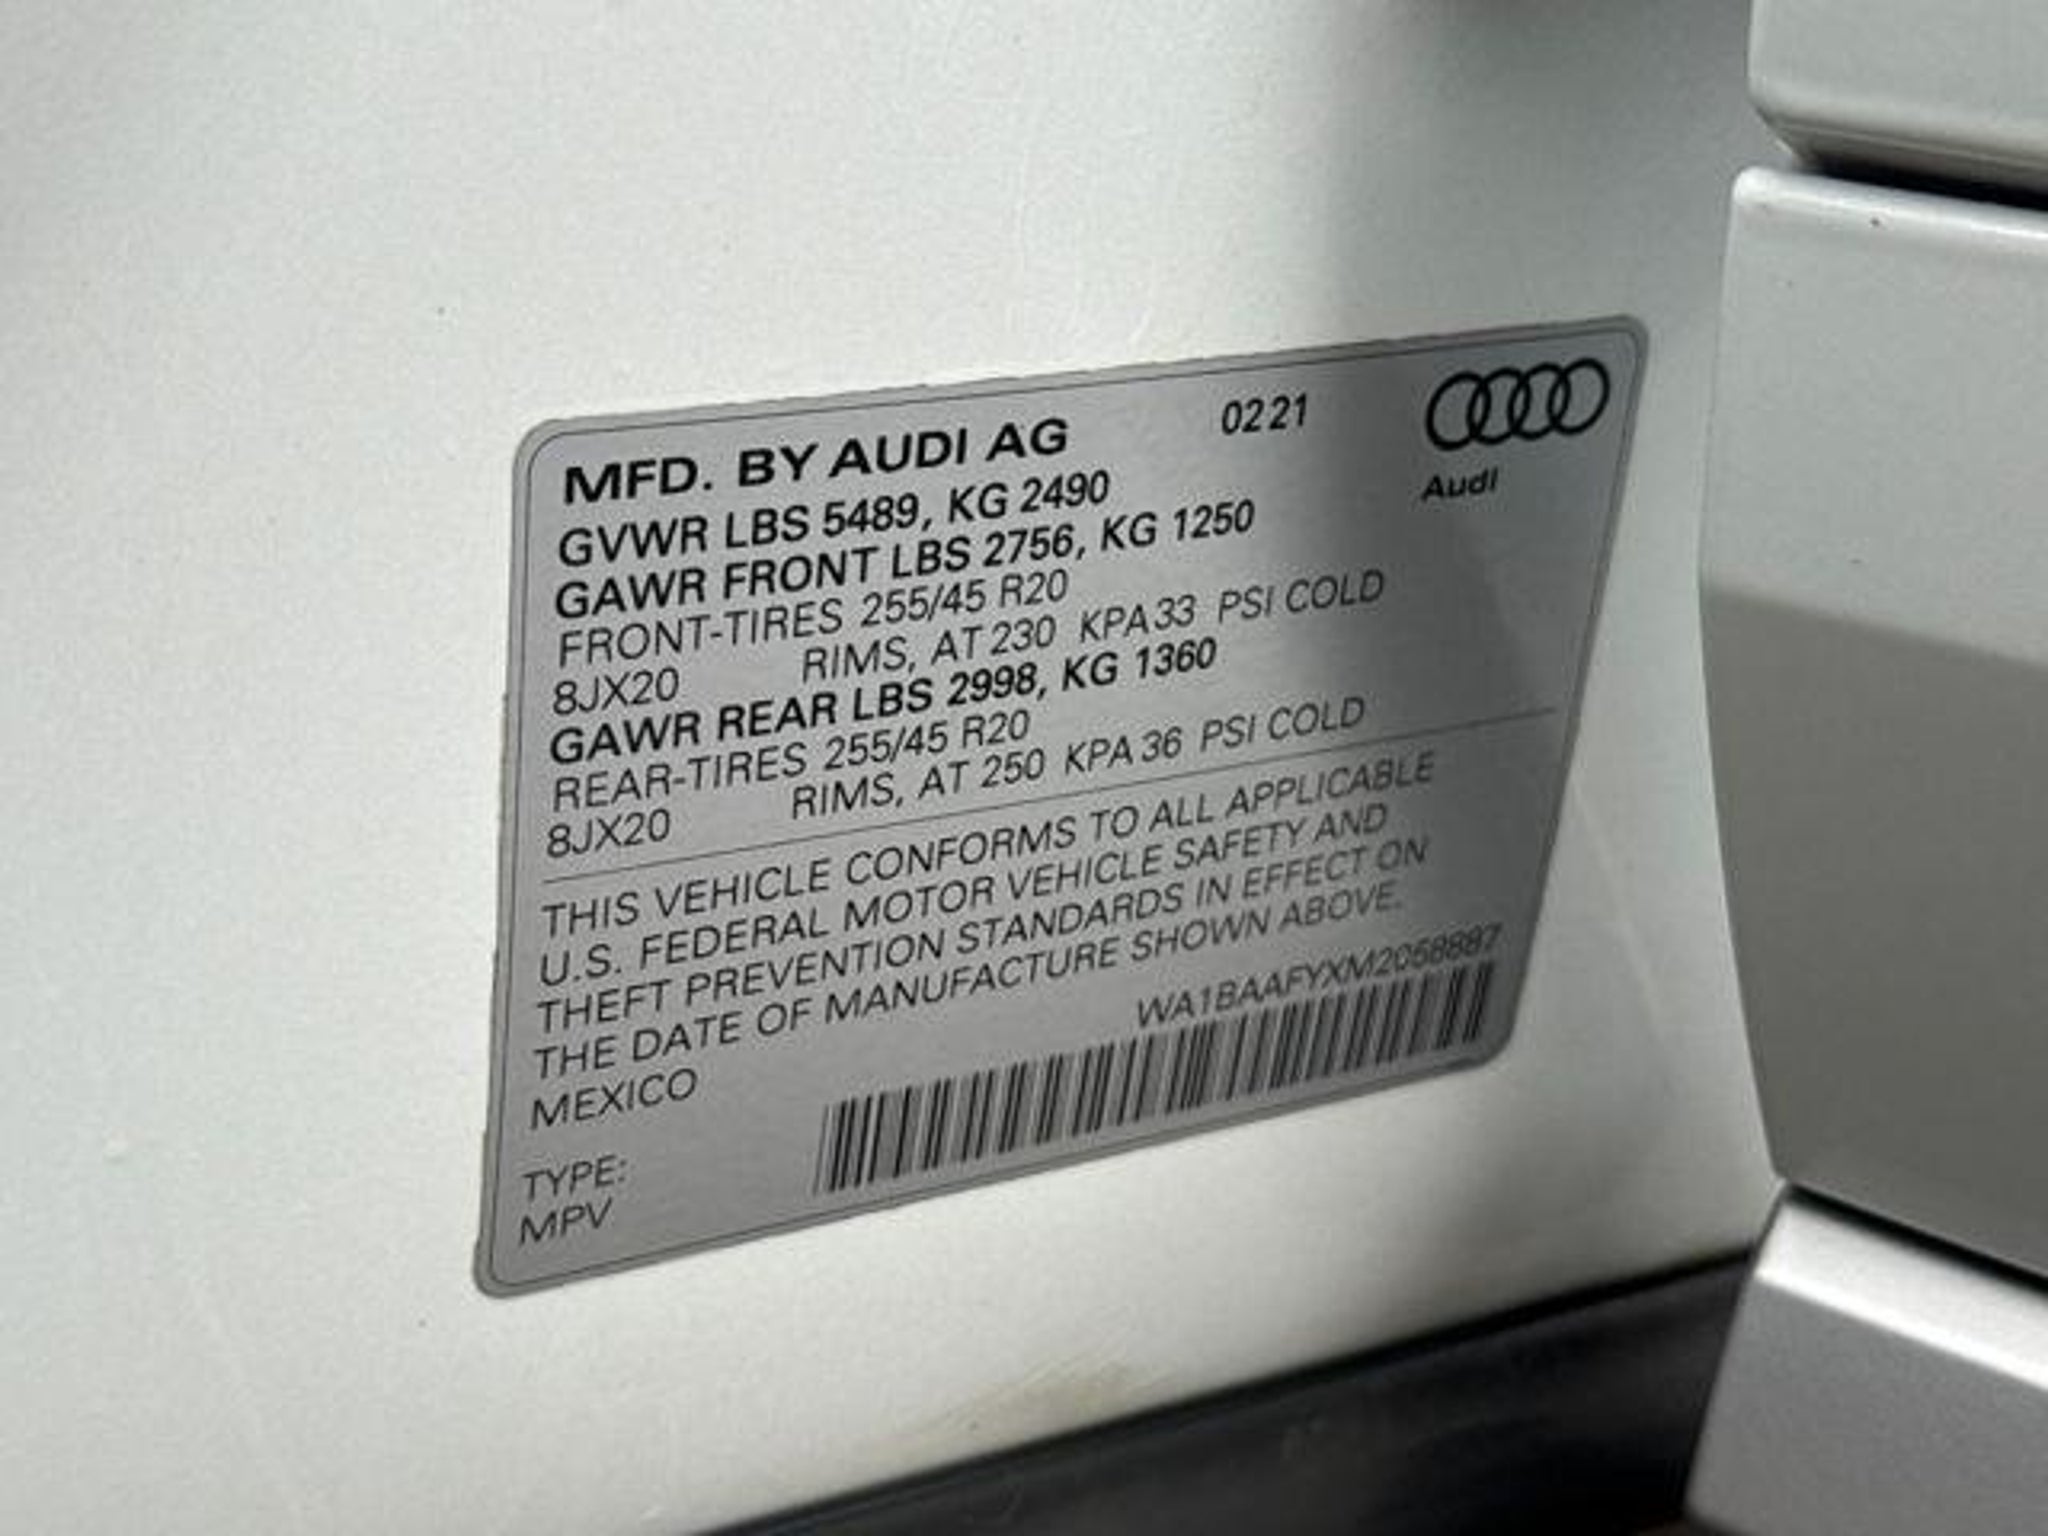 MFD. BY AUDI AG 0221
Audi
GVWR LBS 5489, KG 2490
GAWR FRONT LBS 2756, KG 1250
FRONT-TIRES 255/45 R20
8JX20 RIMS, AT 230 KPA 33 PSI COLD
GAWR REAR LBS 2998, KG 1360
REAR-TIRES 255/45 R20
8JX20 RIMS, AT 250 KPA 36 PSI COLD
THIS VEHICLE CONFORMS TO ALL APPLICABLE
U.S. FEDERAL MOTOR VEHICLE SAFETY AND
THEFT PREVENTION STANDARDS IN EFFECT ON
THE DATE OF MANUFACTURE SHOWN ABOVE.
MEXICO WA1BAAFYXM2058887
TYPE:
MPV